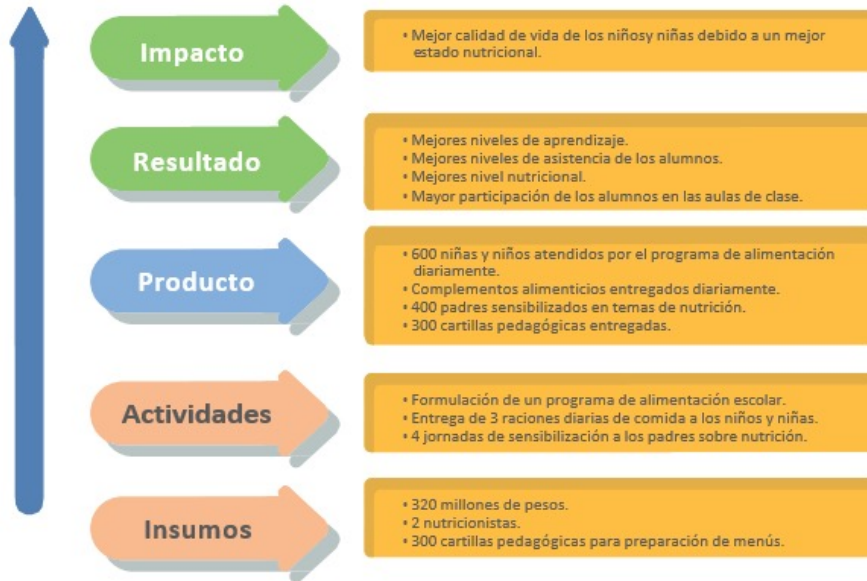 Impacto
• Mejor calidad de vida de los niñosy niñas debido a un mejor
estado nutricional.
Resultado
• Mejores niveles de aprendizaje.
• Mejores niveles de asistencia de los alumnos.
• Mejores nivel nutricional.
• Mayor participación de los alumnos en las aulas de clase.
Producto
• 600 niñas y niños atendidos por el programa de alimentación
diariamente.
• Complementos alimenticios entregados diariamente.
• 400 padres sensibilizados en temas de nutrición.
• 300 cartillas pedagógicas entregadas.
Actividades
• Formulación de un programa de alimentación escolar.
• Entrega de 3 raciones diarias de comida a los niños y niñas.
• 4 jornadas de sensibilización a los padres sobre nutrición.
Insumos
• 320 millones de pesos.
• 2 nutricionistas.
• 300 cartillas pedagógicas para preparación de menús.